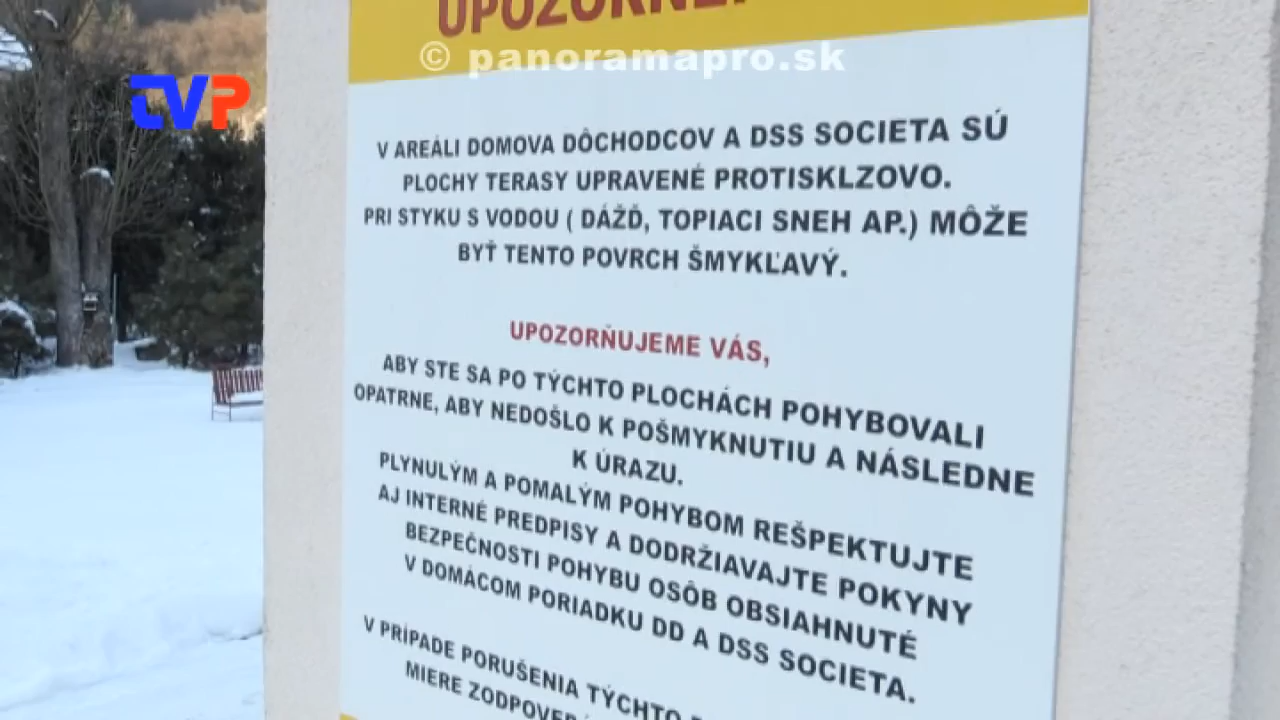 © panoramapro.sk
TVP
V AREÁLI DOMOVA DÔCHODCOV A DSS SOCIETA SÚ
PLOCHY TERASY UPRAVENÉ PROTISKLZOVO.
PRI STYKU S VODOU ( DÁŽĎ, TOPIACI SNEH AP.) MÔŽE
BYŤ TENTO POVRCH ŠMYKĽAVÝ.
UPOZORŇUJEME VÁS,
ABY STE SA PO TÝCHTO PLOCHÁCH POHYBOVALI
OPATRNE, ABY NEDOŠLO K POŠMYKNUTIU A NÁSLEDNE
K ÚRAZU.
PLYNULÝM A POMALÝM POHYBOM REŠPEKTUJTE
AJ INTERNÉ PREDPISY A DODRŽIAVAJTE POKYNY
BEZPEČNOSTI POHYBU OSÔB OBSIAHNUTÉ
V DOMÁCOM PORIADKU DD A DSS SOCIETA.
V PRÍPADE PORUŠENIA TÝCHTO
MIERE